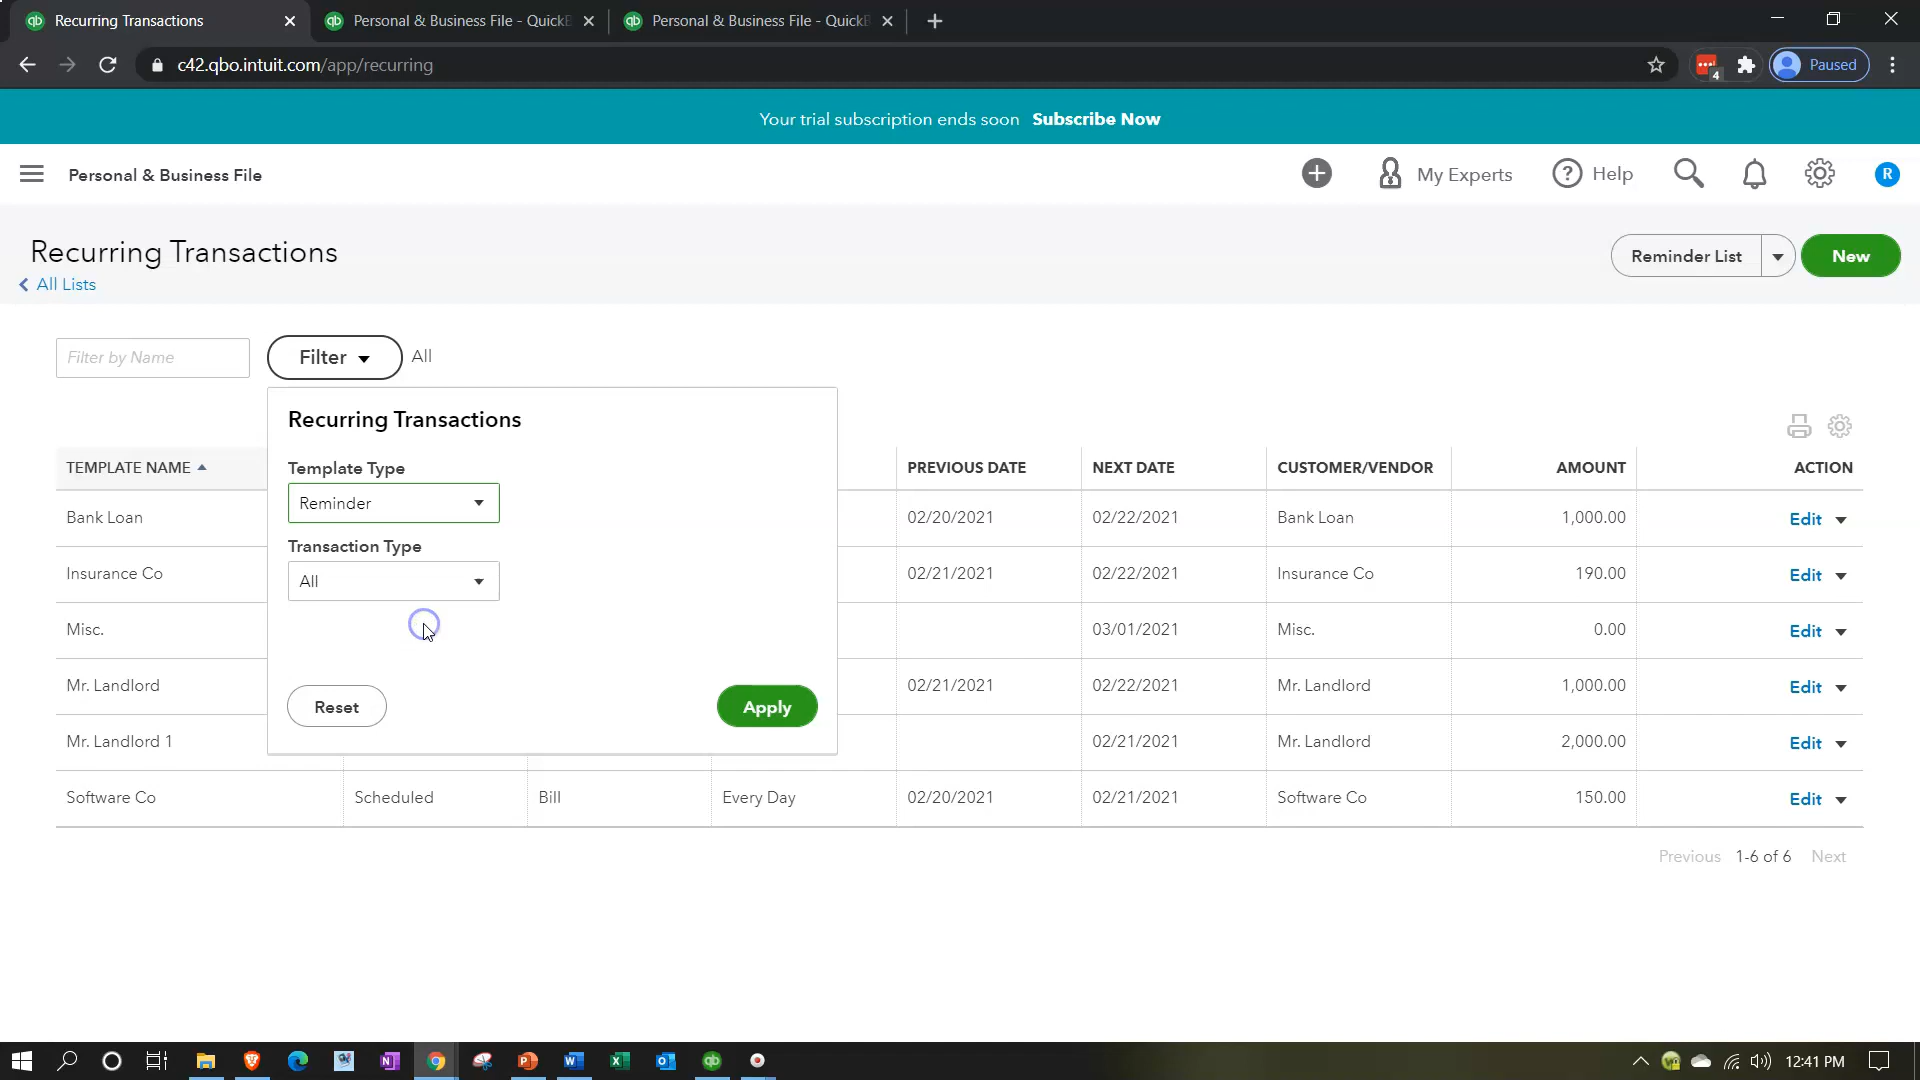 Recurring Transactions
Personal & Business File - QuickB
Personal & Business File - QuickB
c42.qbo.intuit.com/app/recurring
4
Paused
Your trial subscription ends soon Subscribe Now
Personal & Business File
My Experts
Help
R
Recurring Transactions
All Lists
Reminder List
New
Filter by Name
Filter
All
Recurring Transactions
Template Type
Reminder
Transaction Type
All
Reset
Apply
TEMPLATE NAME PREVIOUS DATE NEXT DATE CUSTOMER/VENDOR AMOUNT ACTION
Bank Loan 02/20/2021 02/22/2021 Bank Loan 1,000.00 Edit
Insurance Co 02/21/2021 02/22/2021 Insurance Co 190.00 Edit
Misc. 03/01/2021 Misc. 0.00 Edit
Mr. Landlord 02/21/2021 02/22/2021 Mr. Landlord 1,000.00 Edit
Mr. Landlord 1 02/21/2021 Mr. Landlord 2,000.00 Edit
Software Co Scheduled Bill Every Day 02/20/2021 02/21/2021 Software Co 150.00 Edit
Previous 1-6 of 6 Next
12:41 PM